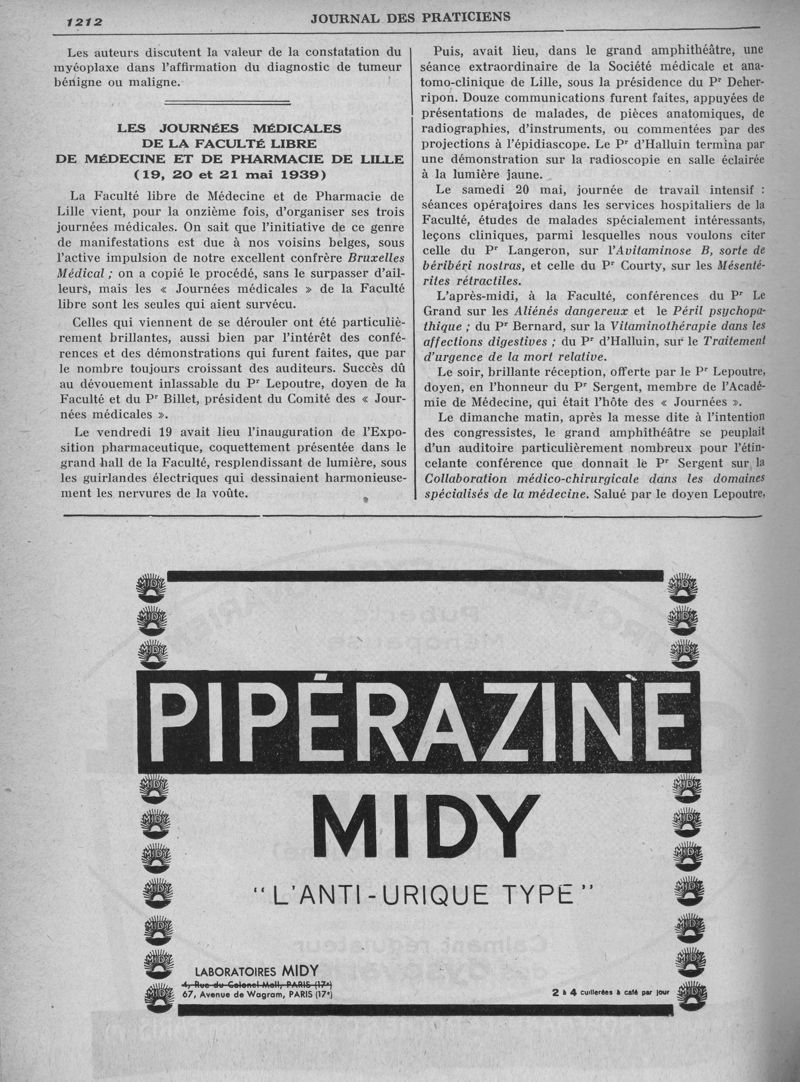 1212
JOURNAL DES PRATICIENS
Les auteurs discutent la valeur de la constatation du
myéoplaxe dans l'affirmation du diagnostic de tumeur
bénigne ou maligne.
LES JOURNÉES MÉDICALES
DE LA FACULTÉ LIBRE
DE MÉDECINE ET DE PHARMACIE DE LILLE
(19, 20 et 21 mai 1939)
La Faculté libre de Médecine et de Pharmacie de
Lille vient, pour la onzième fois, d'organiser ses trois
journées médicales. On sait que l'initiative de ce genre
de manifestations est due à nos voisins belges, sous
l'active impulsion de notre excellent confrère Bruxelles
Médical ; on a copié le procédé, sans le surpasser d'ail-
leurs, mais les « Journées médicales » de la Faculté
libre sont les seules qui aient survécu.
Celles qui viennent de se dérouler ont été particuliè-
rement brillantes, aussi bien par l'intérêt des confé-
rences et des démonstrations qui furent faites, que par
le nombre toujours croissant des auditeurs. Succès dû
au dévouement inlassable du Pr Lepoutre, doyen de la
Faculté et du Pr Billet, président du Comité des « Jour-
nées médicales ».
Le vendredi 19 avait lieu l'inauguration de l'Expo-
sition pharmaceutique, coquettement présentée dans le
grand hall de la Faculté, resplendissant de lumière, sous
les guirlandes électriques qui dessinaient harmonieuse-
ment les nervures de la voûte.
Puis, avait lieu, dans le grand amphithéâtre, une
séance extraordinaire de la Société médicale et ana-
tomo-clinique de Lille, sous la présidence du Pr Deher-
ripon. Douze communications furent faites, appuyées de
présentations de malades, de pièces anatomiques, de
radiographies, d'instruments, ou commentées par des
projections à l'épidiascope. Le Pr d'Halluin termina par
une démonstration sur la radioscopie en salle éclairée
à la lumière jaune.
Le samedi 20 mai, journée de travail intensif :
séances opératoires dans les services hospitaliers de la
Faculté, études de malades spécialement intéressants,
leçons cliniques, parmi lesquelles nous voulons citer
celle du Pr Langeron, sur l'Avitaminose B, sorte de
béribéri nostras, et celle du Pr Courty, sur les Mésenté-
rites rétractiles.
L'après-midi, à la Faculté, conférences du Pr Le
Grand sur les Aliénés dangereux et le Péril psychopa-
thique ; du Pr Bernard, sur la Vitaminothérapie dans les
affections digestives ; du Pr d'Halluin, sur le Traitement
d'urgence de la mort relative.
Le soir, brillante réception, offerte par le Pr Lepoutre,
doyen, en l'honneur du Pr Sergent, membre de l'Acadé-
mie de Médecine, qui était l'hôte des « Journées ».
Le dimanche matin, après la messe dite à l'intention
des congressistes, le grand amphithéâtre se peuplait
d'un auditoire particulièrement nombreux pour l'étin-
celante conférence que donnait le Pr Sergent sur la
Collaboration médico-chirurgicale dans les domaines
spécialisés de la médecine. Salué par le doyen Lepoutre,
PIPÉRAZINE
MIDY
"L'ANTI-URIQUE TYPE"
LABORATOIRES MIDY
4, Rue du Colonel Moll, PARIS (17e)
67, Avenue de Wagram, PARIS (17e)
2 à 4 cuillerées à café par jour